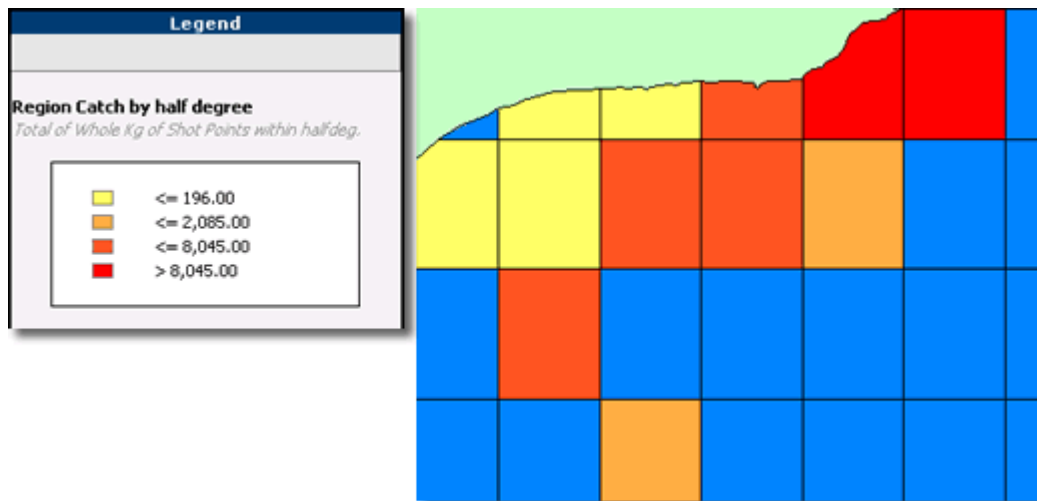 Legend
Region Catch by half degree
Total of Whole Kg of Shot Points within halfdeg.
<= 196.00
<= 2,085.00
<= 8,045.00
> 8,045.00